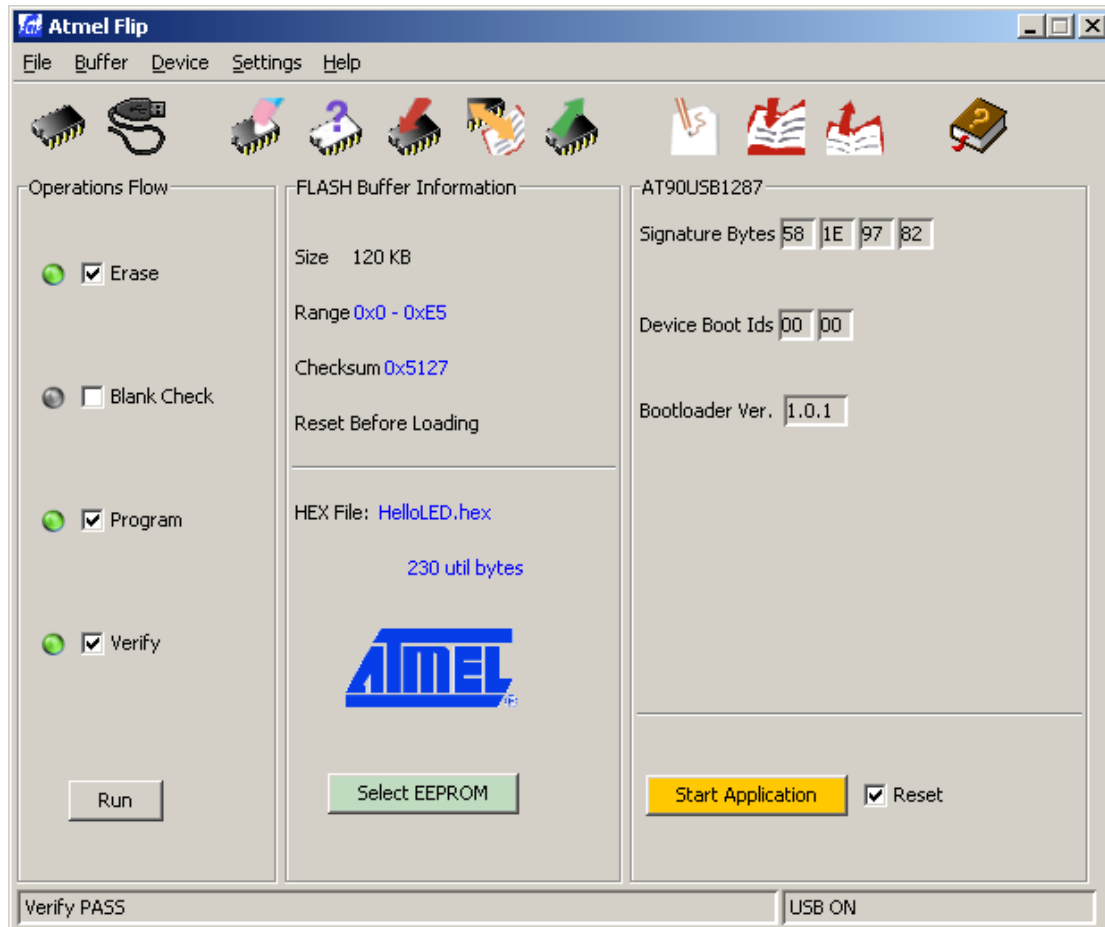 Atmel Flip
File Buffer Device Settings Help
Operations Flow
Erase
Blank Check
Program
Verify
Run
FLASH Buffer Information
Size 120 KB
Range 0x0 - 0xE5
Checksum 0x5127
Reset Before Loading
HEX File: HelloLED.hex
230 util bytes
ATMEL®
Select EEPROM
AT90USB1287
Signature Bytes 58 1E 97 82
Device Boot Ids 00 00
Bootloader Ver. 1.0.1
Start Application Reset
Verify PASS USB ON